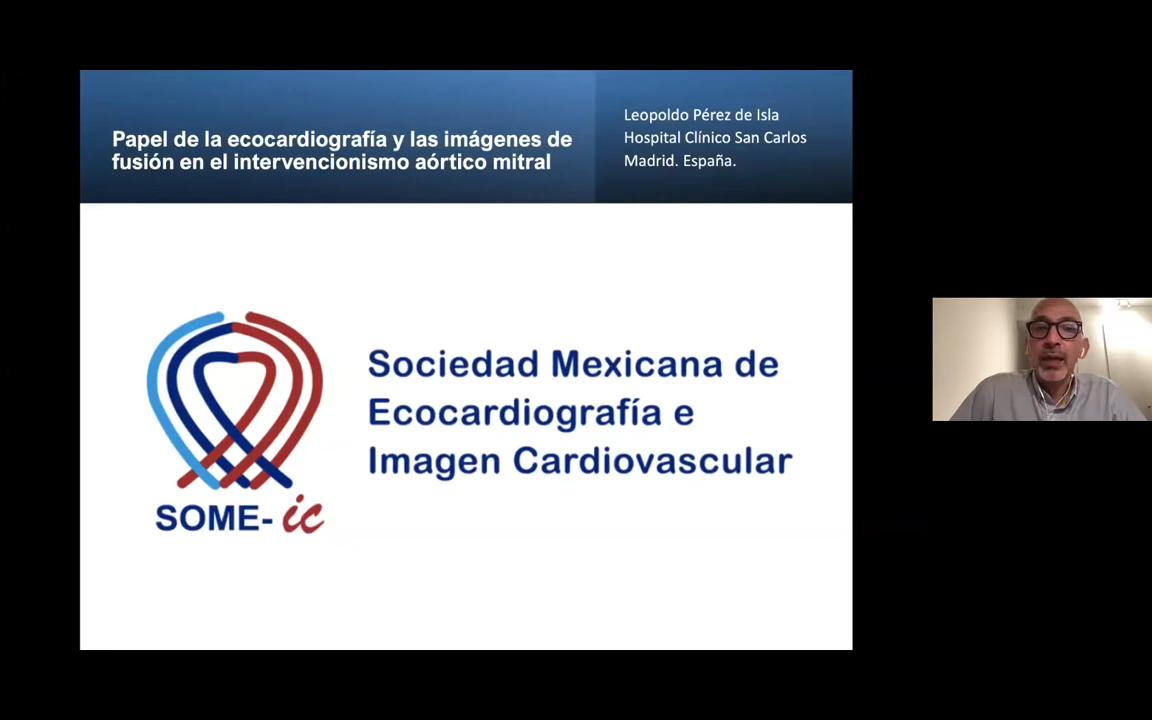 Papel de la ecocardiografía y las imágenes de
fusión en el intervencionismo aórtico mitral
Leopoldo Pérez de Isla
Hospital Clínico San Carlos
Madrid. España.
Sociedad Mexicana de
Ecocardiografía e
Imagen Cardiovascular
SOME-ic